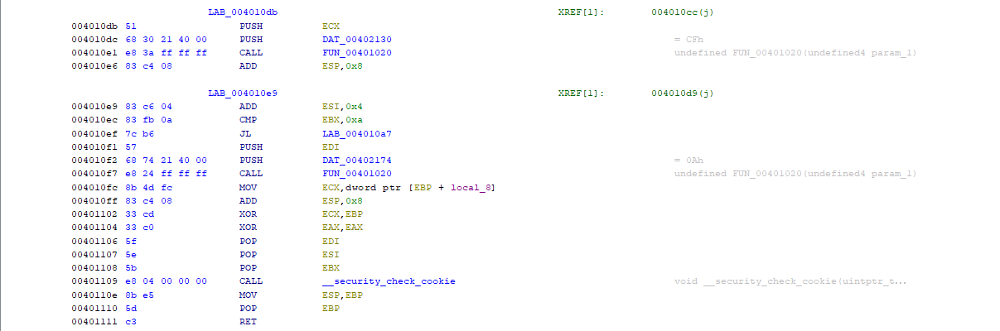 LAB_004010db XREF[1]: 004010cc(j)
004010db 51 PUSH ECX
004010dc 68 30 21 40 00 PUSH DAT_00402130 = CFh
004010e1 e8 3a ff ff ff CALL FUN_00401020 undefined FUN_00401020(undefined4 param_1)
004010e6 83 c4 08 ADD ESP,0x8
LAB_004010e9 XREF[1]: 004010d9(j)
004010e9 83 c6 04 ADD ESI,0x4
004010ec 83 fb 0a CMP EBX,0xa
004010ef 7c b6 JL LAB_004010a7
004010f1 57 PUSH EDI
004010f2 68 74 21 40 00 PUSH DAT_00402174 = 0Ah
004010f7 e8 24 ff ff ff CALL FUN_00401020 undefined FUN_00401020(undefined4 param_1)
004010fc 8b 4d fc MOV ECX,dword ptr [EBP + local_8]
004010ff 83 c4 08 ADD ESP,0x8
00401102 33 cd XOR ECX,EBP
00401104 33 c0 XOR EAX,EAX
00401106 5f POP EDI
00401107 5e POP ESI
00401108 5b POP EBX
00401109 e8 04 00 00 00 CALL __security_check_cookie void __security_check_cookie(uintptr_t...
0040110e 8b e5 MOV ESP,EBP
00401110 5d POP EBP
00401111 c3 RET